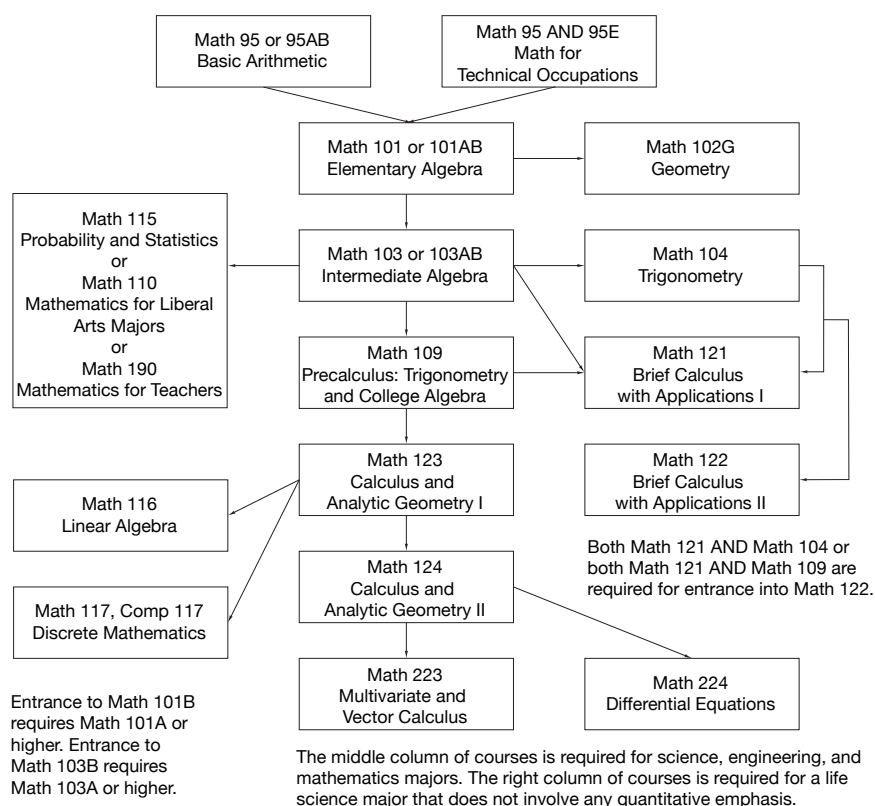 Math 95 or 95AB
Basic Arithmetic
Math 95 AND 95E
Math for
Technical Occupations
Math 101 or 101AB
Elementary Algebra
Math 102G
Geometry
Math 115
Probability and Statistics
or
Math 110
Mathematics for Liberal
Arts Majors
or
Math 190
Mathematics for Teachers
Math 103 or 103AB
Intermediate Algebra
Math 104
Trigonometry
Math 109
Precalculus: Trigonometry
and College Algebra
Math 121
Brief Calculus
with Applications I
Math 123
Calculus and
Analytic Geometry I
Math 122
Brief Calculus
with Applications II
Math 116
Linear Algebra
Both Math 121 AND Math 104 or
both Math 121 AND Math 109 are
required for entrance into Math 122.
Math 124
Calculus and
Analytic Geometry II
Math 117, Comp 117
Discrete Mathematics
Math 223
Multivariate and
Vector Calculus
Math 224
Differential Equations
Entrance to Math 101B
requires Math 101A or
higher. Entrance to
Math 103B requires
Math 103A or higher.
The middle column of courses is required for science, engineering, and
mathematics majors. The right column of courses is required for a life
science major that does not involve any quantitative emphasis.